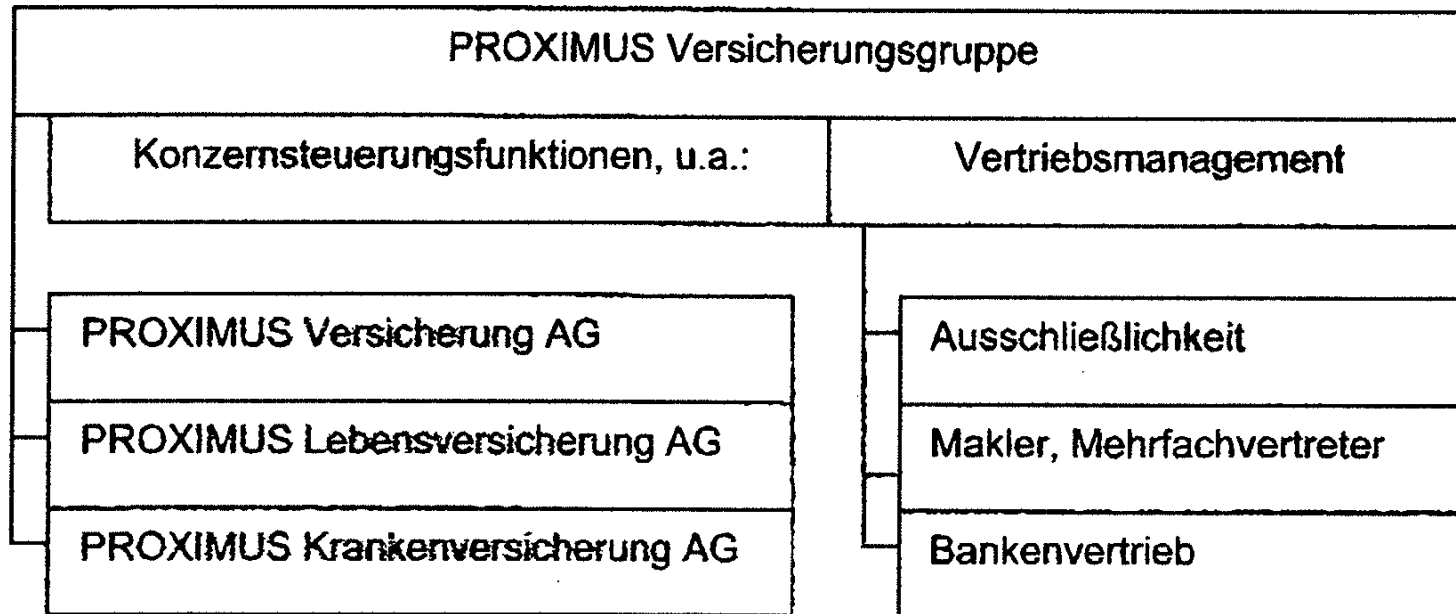 PROXIMUS Versicherungsgruppe
Konzernsteuerungsfunktionen, u.a.:
Vertriebsmanagement
PROXIMUS Versicherung AG
PROXIMUS Lebensversicherung AG
PROXIMUS Krankenversicherung AG
Ausschließlichkeit
Makler, Mehrfachvertreter
Bankenvertrieb